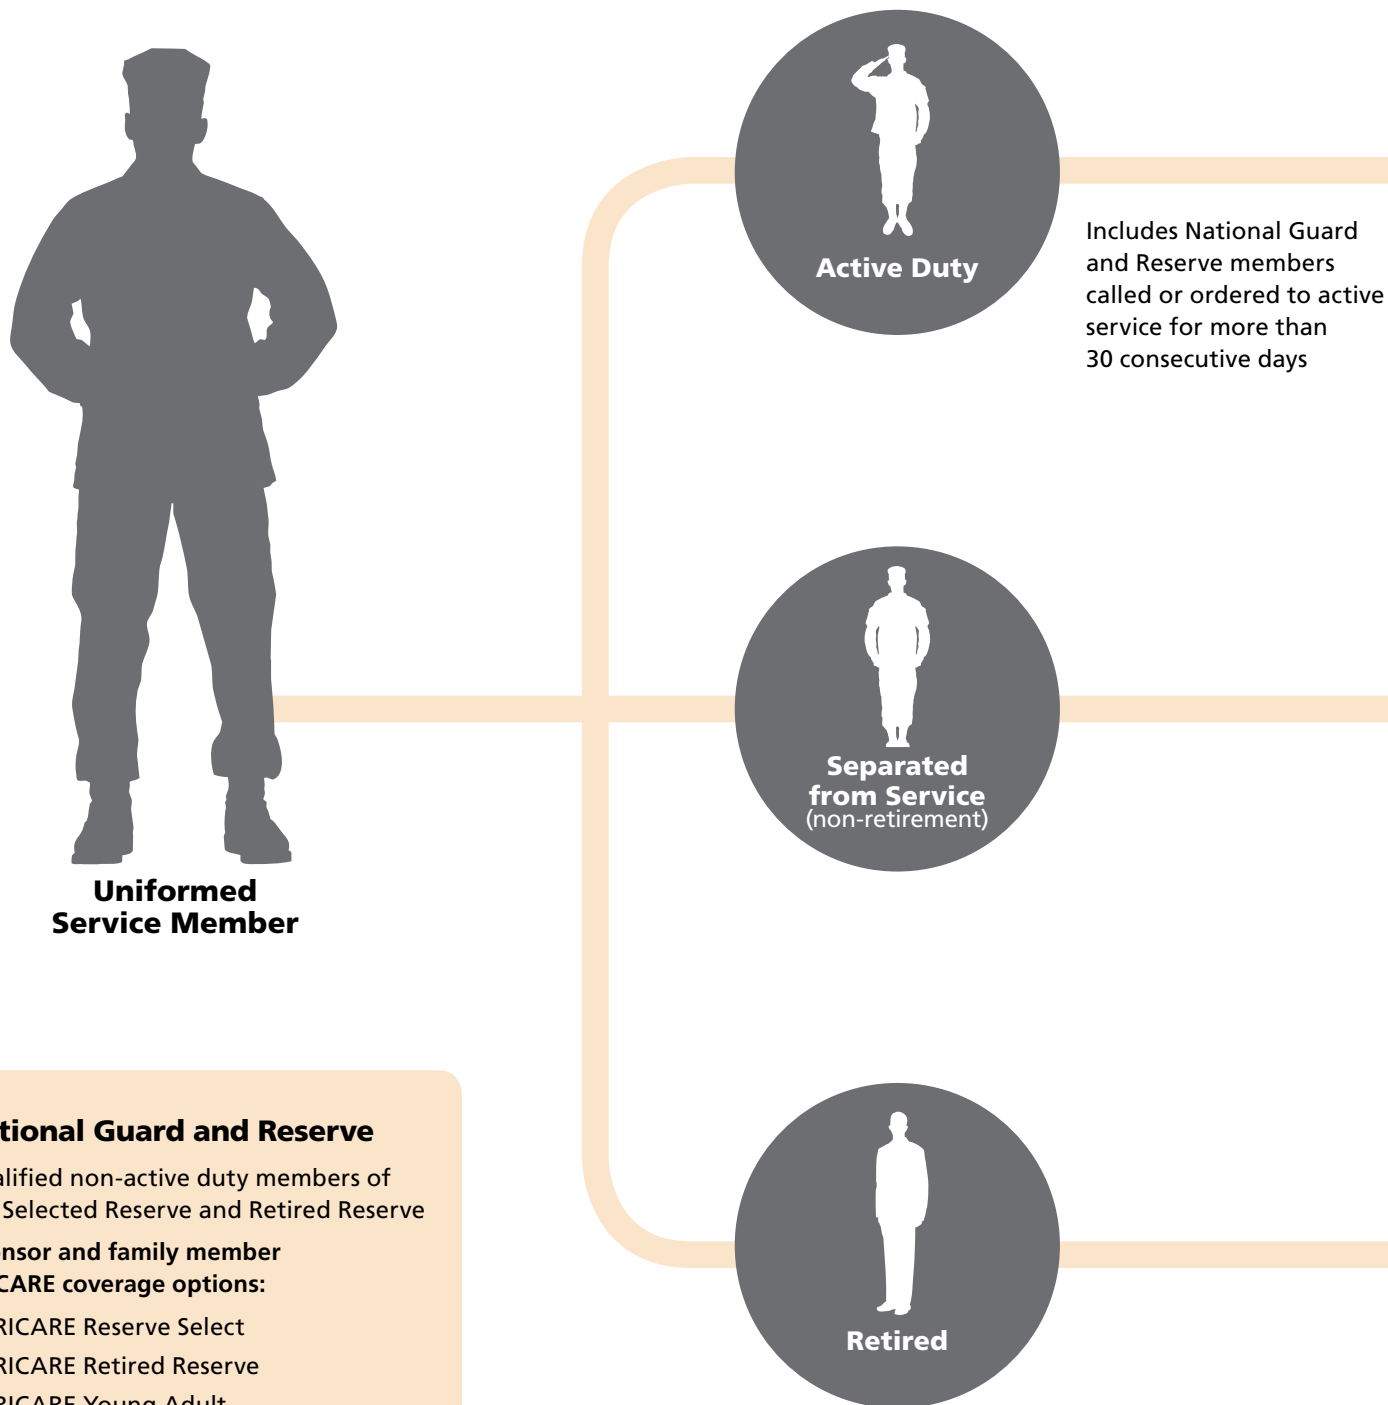 Active Duty
Includes National Guard
and Reserve members
called or ordered to active
service for more than
30 consecutive days
Separated
from Service
(non-retirement)
Uniformed
Service Member
tional Guard and Reserve
alified non-active duty members of
Selected Reserve and Retired Reserve
nsor and family member
CARE coverage options:
RICARE Reserve Select
RICARE Retired Reserve
RICARE Young Adult
Retired